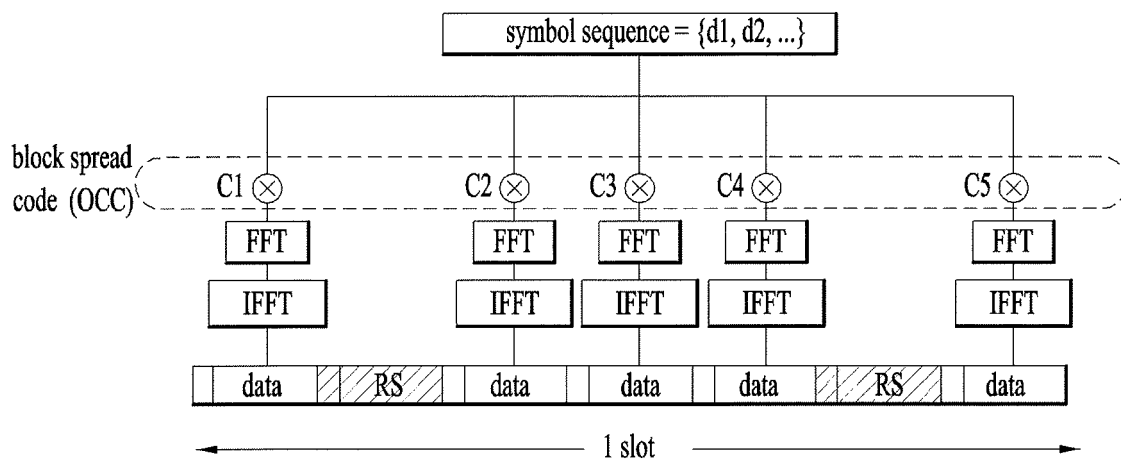 symbol sequence = {d1, d2, ...}
block spread
code (OCC)
C1 C2 C3 C4 C5
FFT FFT FFT FFT FFT
IFFT IFFT IFFT IFFT IFFT
data RS data data data RS data
1 slot